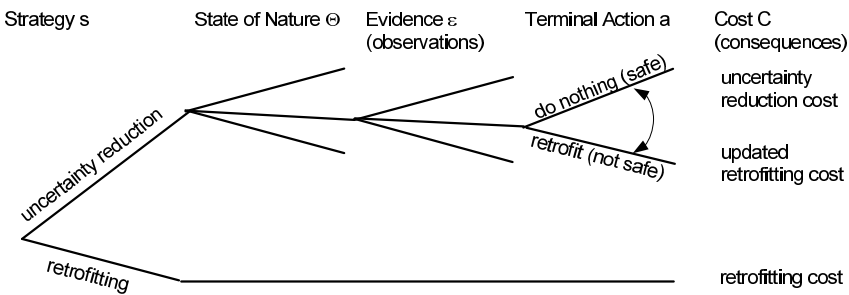 Strategy s
State of Nature Θ
Evidence ε
(observations)
Terminal Action a
Cost C
(consequences)
uncertainty reduction
do nothing (safe)
retrofit (not safe)
uncertainty
reduction cost
updated
retrofitting cost
retrofitting
retrofitting cost